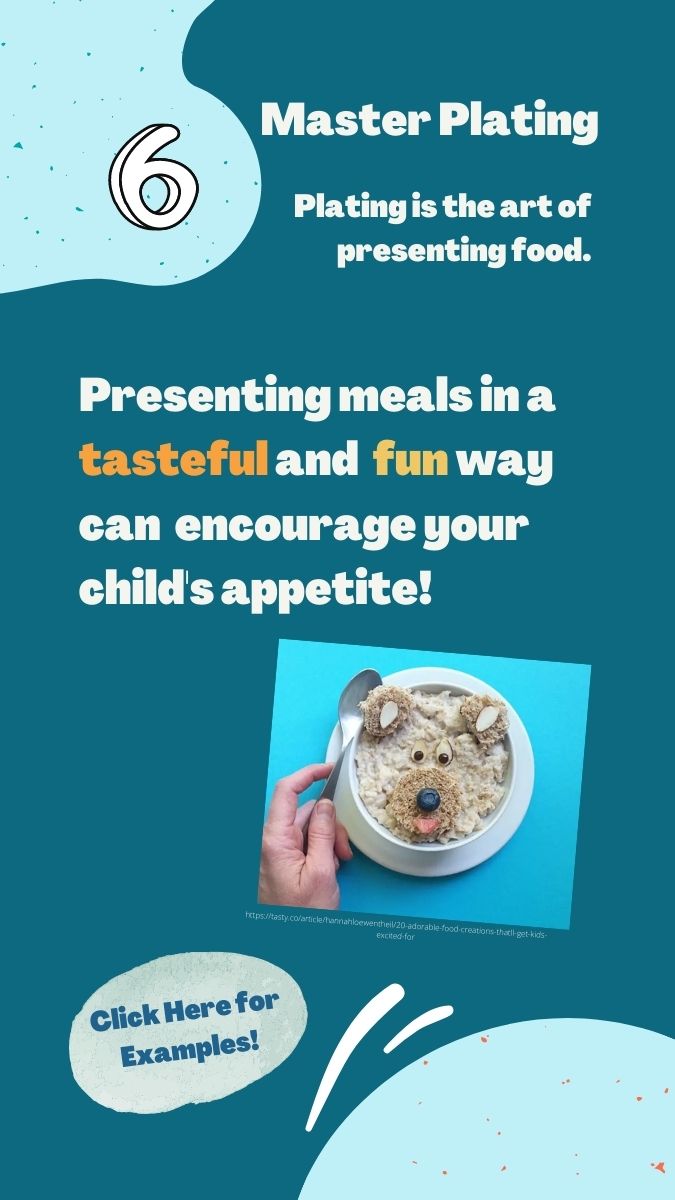 6
Master Plating
Plating is the art of
presenting food.
Presenting meals in a
tasteful and fun way
can encourage your
child's appetite!
https://tasty.co/article/hannahloewentheil/20-adorable-food-creations-thatll-get-kids-
excited-for
Click Here for
Examples!